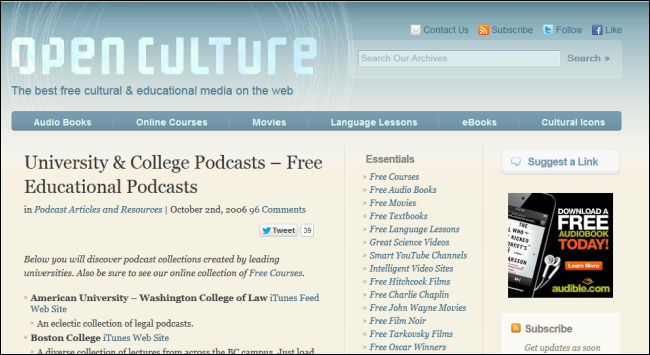 Contact Us Subscribe Follow Like
OPEN CULTURE
Search Our Archives Search »
The best free cultural & educational media on the web
Audio Books Online Courses Movies Language Lessons eBooks Cultural Icons
University & College Podcasts – Free
Educational Podcasts
in Podcast Articles and Resources | October 2nd, 2006 96 Comments
Tweet 39
Below you will discover podcast collections created by leading
universities. Also be sure to see our online collection of Free Courses.
» American University – Washington College of Law iTunes Feed
Web Site
» An eclectic collection of legal podcasts.
» Boston College iTunes Web Site
» A diverse collection of lectures from across the BC campus. Just load
Essentials
» Free Courses
» Free Audio Books
» Free Movies
» Free Textbooks
» Free Language Lessons
» Great Science Videos
» Smart YouTube Channels
» Intelligent Video Sites
» Free Hitchcock Films
» Free Charlie Chaplin
» Free John Wayne Movies
» Free Film Noir
» Free Tarkovsky Films
» Free Oscar Winners
Suggest a Link
DOWNLOAD A
FREE
AUDIOBOOK
TODAY!
Learn More
audible.com
Subscribe
Get updates as soon